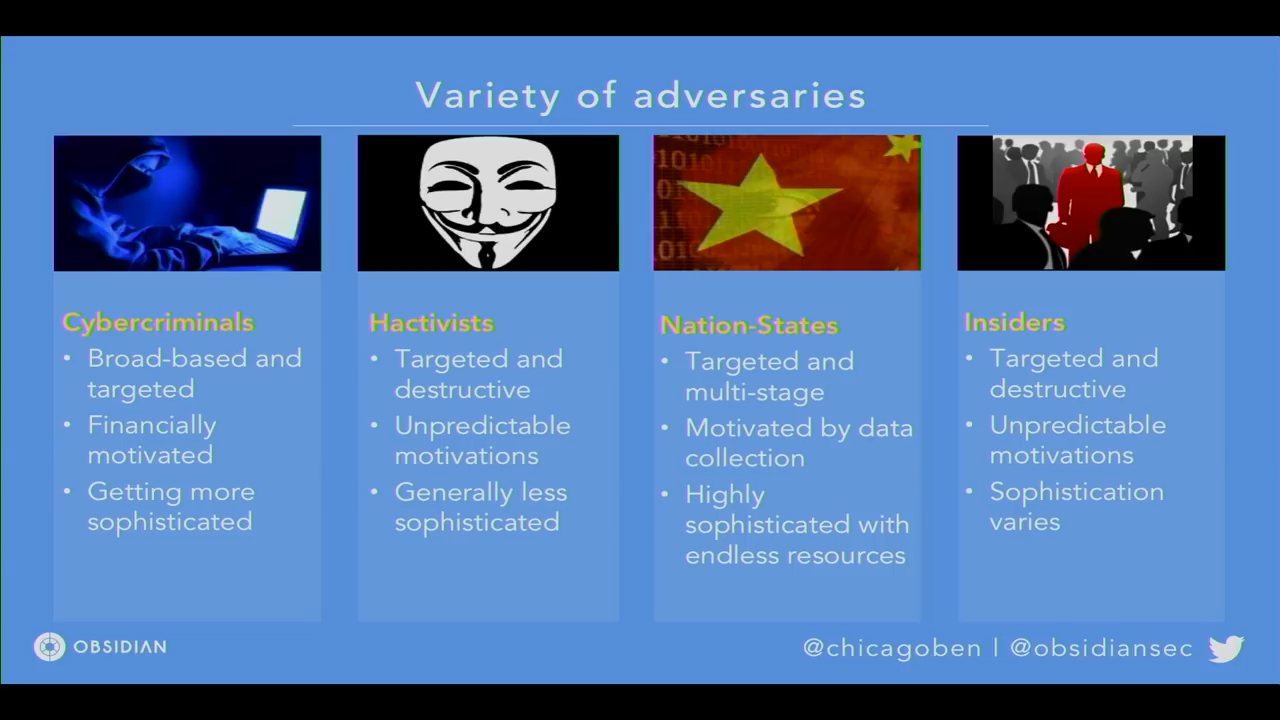 Variety of adversaries
Cybercriminals
• Broad-based and
targeted
• Financially
motivated
• Getting more
sophisticated
Hactivists
• Targeted and
destructive
• Unpredictable
motivations
• Generally less
sophisticated
Nation-States
• Targeted and
multi-stage
• Motivated by data
collection
• Highly
sophisticated with
endless resources
Insiders
• Targeted and
destructive
• Unpredictable
motivations
• Sophistication
varies
OBSIDIAN
@chicagoben | @obsidiansec